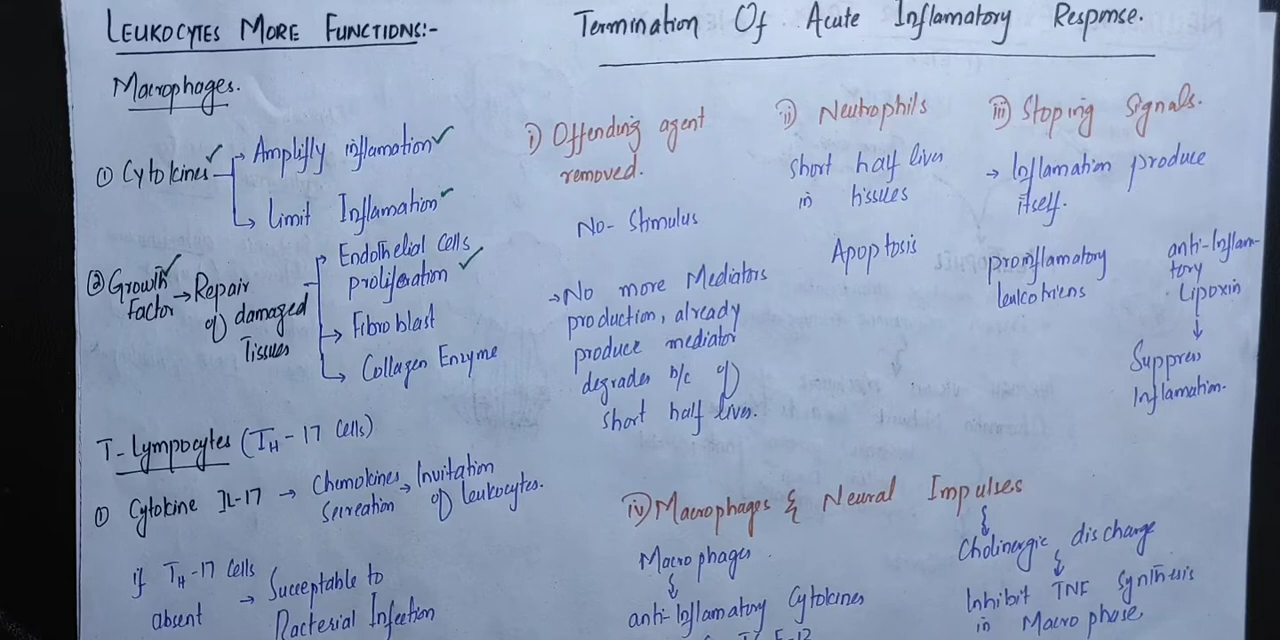 LEUKOCYTES MORE FUNCTIONS:-
Macrophages.
① Cytokines
Amplifly inflamation
Limit Inflamation
② Growth
Factor → Repair
of damaged
Tissues
Endothelial Cells
proliferation
→ Fibroblast
Collagen Enzyme
T-Lympocytes (TH-17 Cells)
① Cytokine IL-17 → Chemokines → Invitation
Secreation of leukocytes.
if TH-17 Cells
absent → Succeptable to
Bacterial Infection
Termination Of Acute Inflamatory Response.
i) Offending agent
removed.
No- Stimulus
→ No more Mediators
production, already
produce mediator
degrades b/c of
short half lives.
ii) Neutrophils
Short half lives
in tissues
Apoptosis
iii) Stoping Signals.
→ Inflamation produce
itself.
proinflamatory
leukotriens
anti-Inflam-
tory
Lipoxin
↓
Suppress
Inflamation.
iv) Macrophages & Neural Impulses
Macrophages
↓
anti-Inflamatory Cytokines
Cholinergic discharge
↓
Inhibit TNF Synthesis
in Macrophase